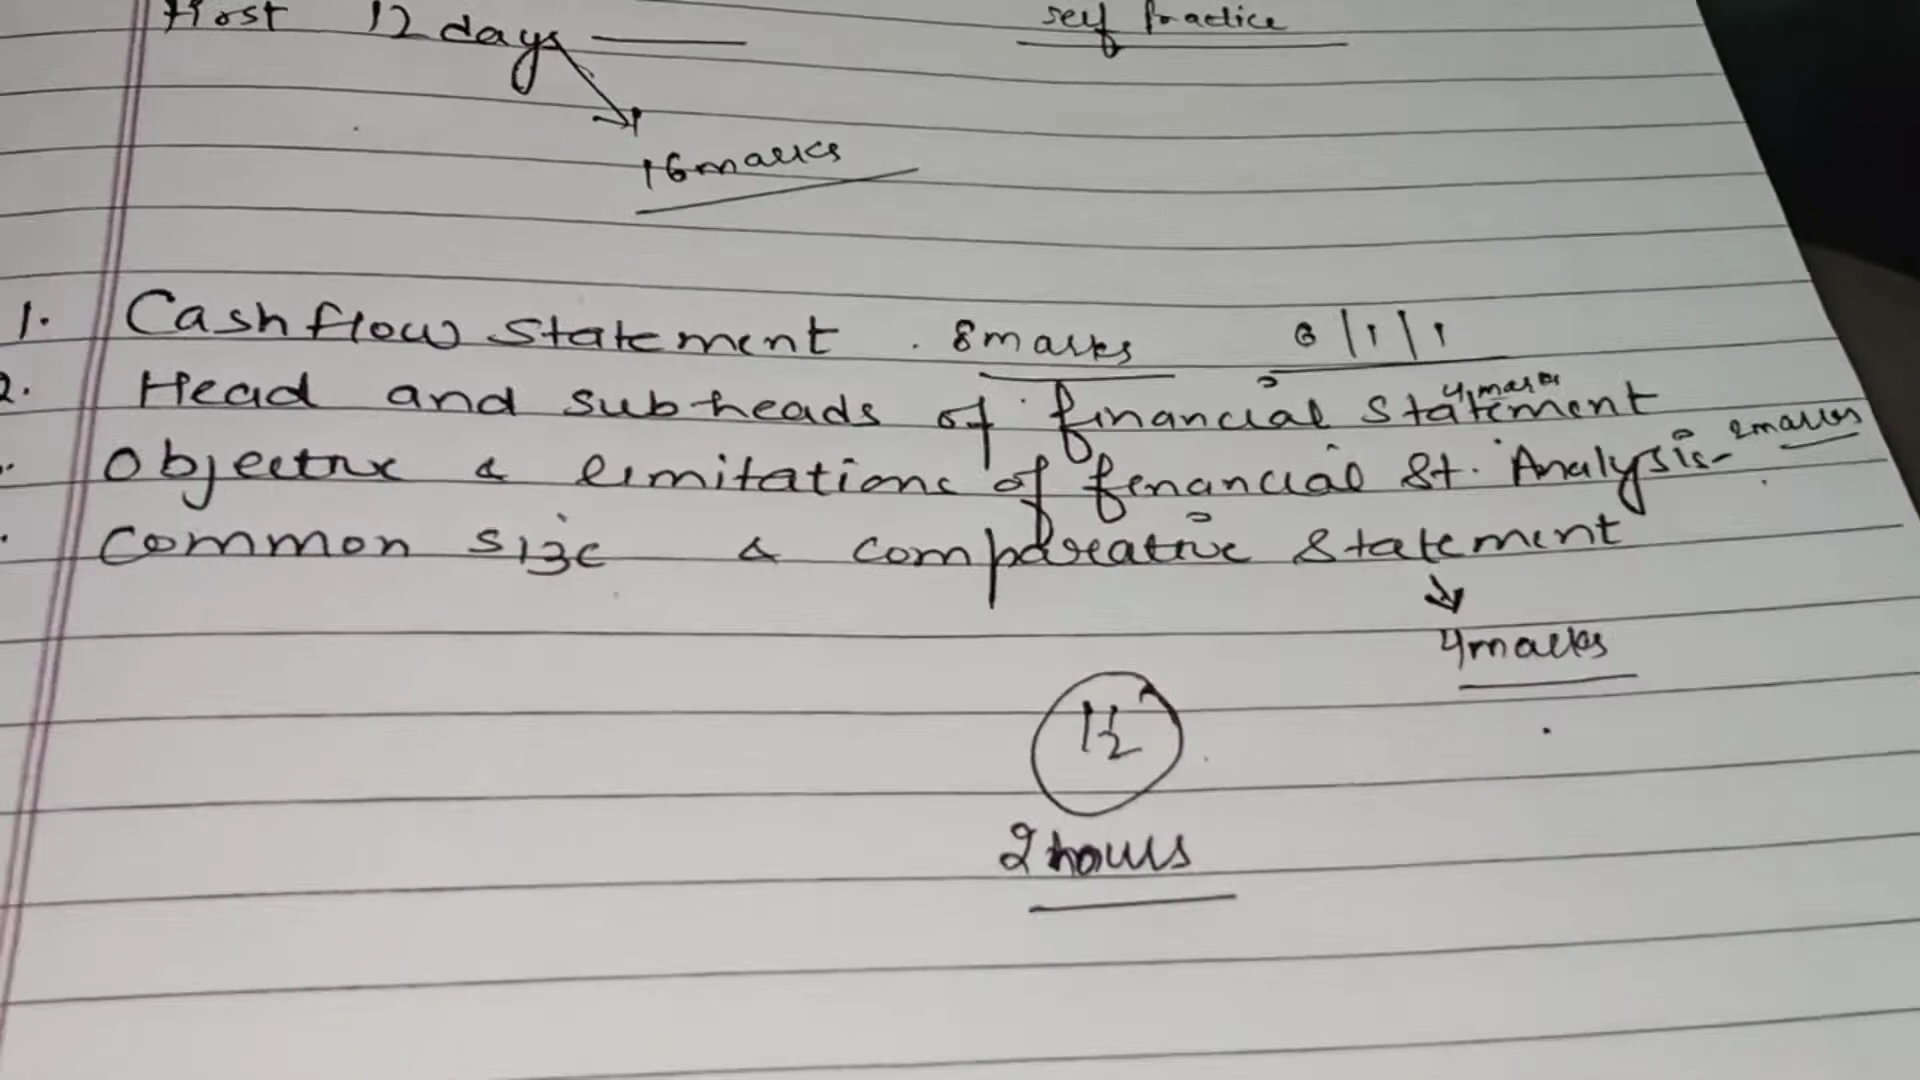 First 12 days — self practice
16 marks
1. Cash flow statement. 8 marks 6|1|1
2. Head and subheads of financial statement 4 marks
Objective & limitations of financial St. Analysis - 2 marks
Common size & comparative statement
4 marks
1½
2 hours